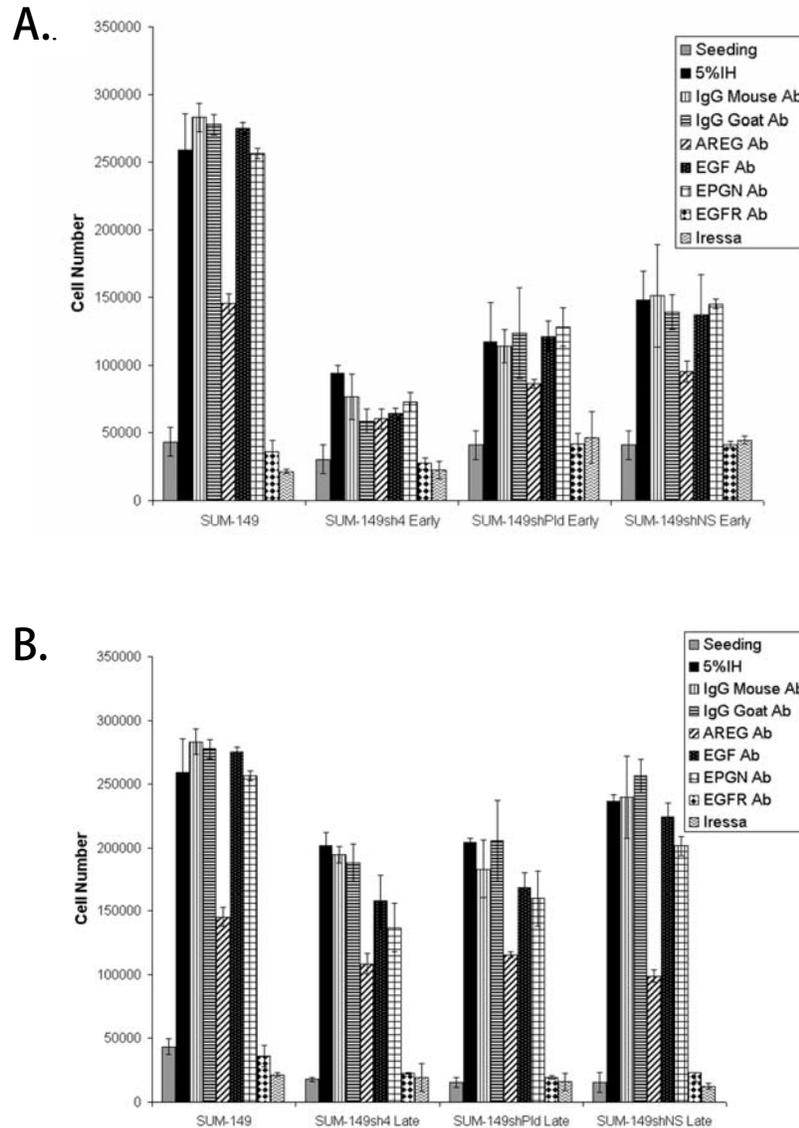 A..
350000
300000
250000
200000
150000
100000
50000
0
Cell Number
SUM-149
SUM-149sh4 Early
SUM-149shPld Early
SUM-149shNS Early
Seeding
5%IH
IgG Mouse Ab
IgG Goat Ab
AREG Ab
EGF Ab
EPGN Ab
EGFR Ab
Iressa
B.
350000
300000
250000
200000
150000
100000
50000
0
Cell Number
SUM-149
SUM-149sh4 Late
SUM-149shPld Late
SUM-149shNS Late
Seeding
5%IH
IgG Mouse Ab
IgG Goat Ab
AREG Ab
EGF Ab
EPGN Ab
EGFR Ab
Iressa